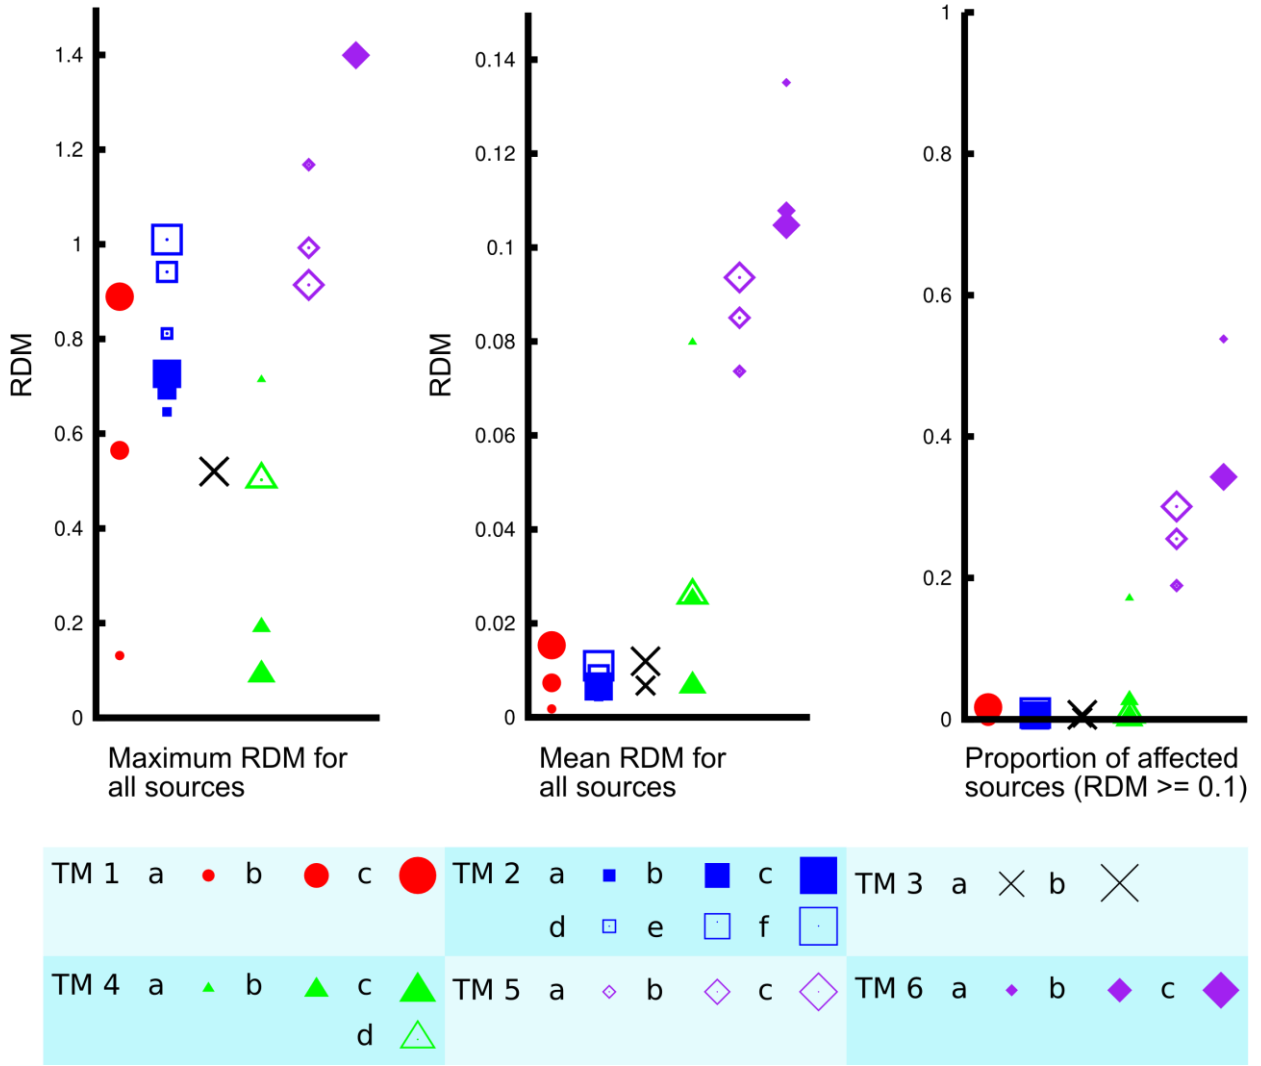 RDM
1.4
1.2
1
0.8
0.6
0.4
0.2
0
Maximum RDM for
all sources
RDM
0.14
0.12
0.1
0.08
0.06
0.04
0.02
0
Mean RDM for
all sources
1
0.8
0.6
0.4
0.2
0
Proportion of affected
sources (RDM >= 0.1)
TM 1 a b c
TM 2 a b c
d e f
TM 3 a b
TM 4 a b c
d
TM 5 a b c
TM 6 a b c